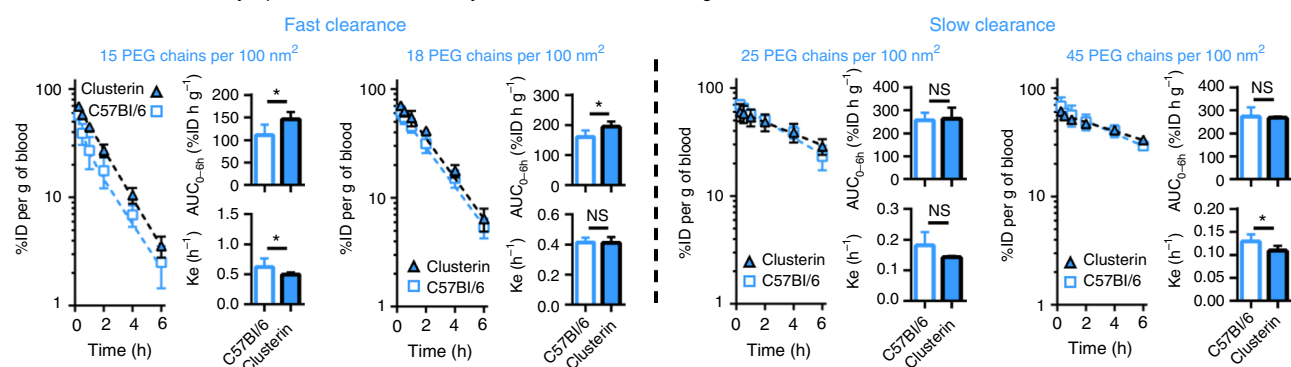 Fast clearance
Slow clearance
15 PEG chains per 100 nm²
18 PEG chains per 100 nm²
25 PEG chains per 100 nm²
45 PEG chains per 100 nm²
%ID per g of blood
100
10
1
0 2 4 6
Time (h)
Clusterin
C57Bl/6
AUC0–6h (%ID h g⁻¹)
200
150
100
50
0
*
Ke (h⁻¹)
1.5
1.0
0.5
0.0
*
C57Bl/6
Clusterin
%ID per g of blood
100
10
1
0 2 4 6
Time (h)
Clusterin
C57Bl/6
AUC0–6h (%ID h g⁻¹)
300
200
100
0
*
Ke (h⁻¹)
0.6
0.4
0.2
0.0
NS
C57Bl/6
Clusterin
%ID per g of blood
100
10
1
0 2 4 6
Time (h)
Clusterin
C57Bl/6
AUC0–6h (%ID h g⁻¹)
400
300
200
100
0
NS
Ke (h⁻¹)
0.3
0.2
0.1
0.0
NS
C57Bl/6
Clusterin
%ID per g of blood
100
10
1
0 2 4 6
Time (h)
Clusterin
C57Bl/6
AUC0–6h (%ID h g⁻¹)
400
300
200
100
0
NS
Ke (h⁻¹)
0.20
0.15
0.10
0.05
0.00
*
C57Bl/6
Clusterin